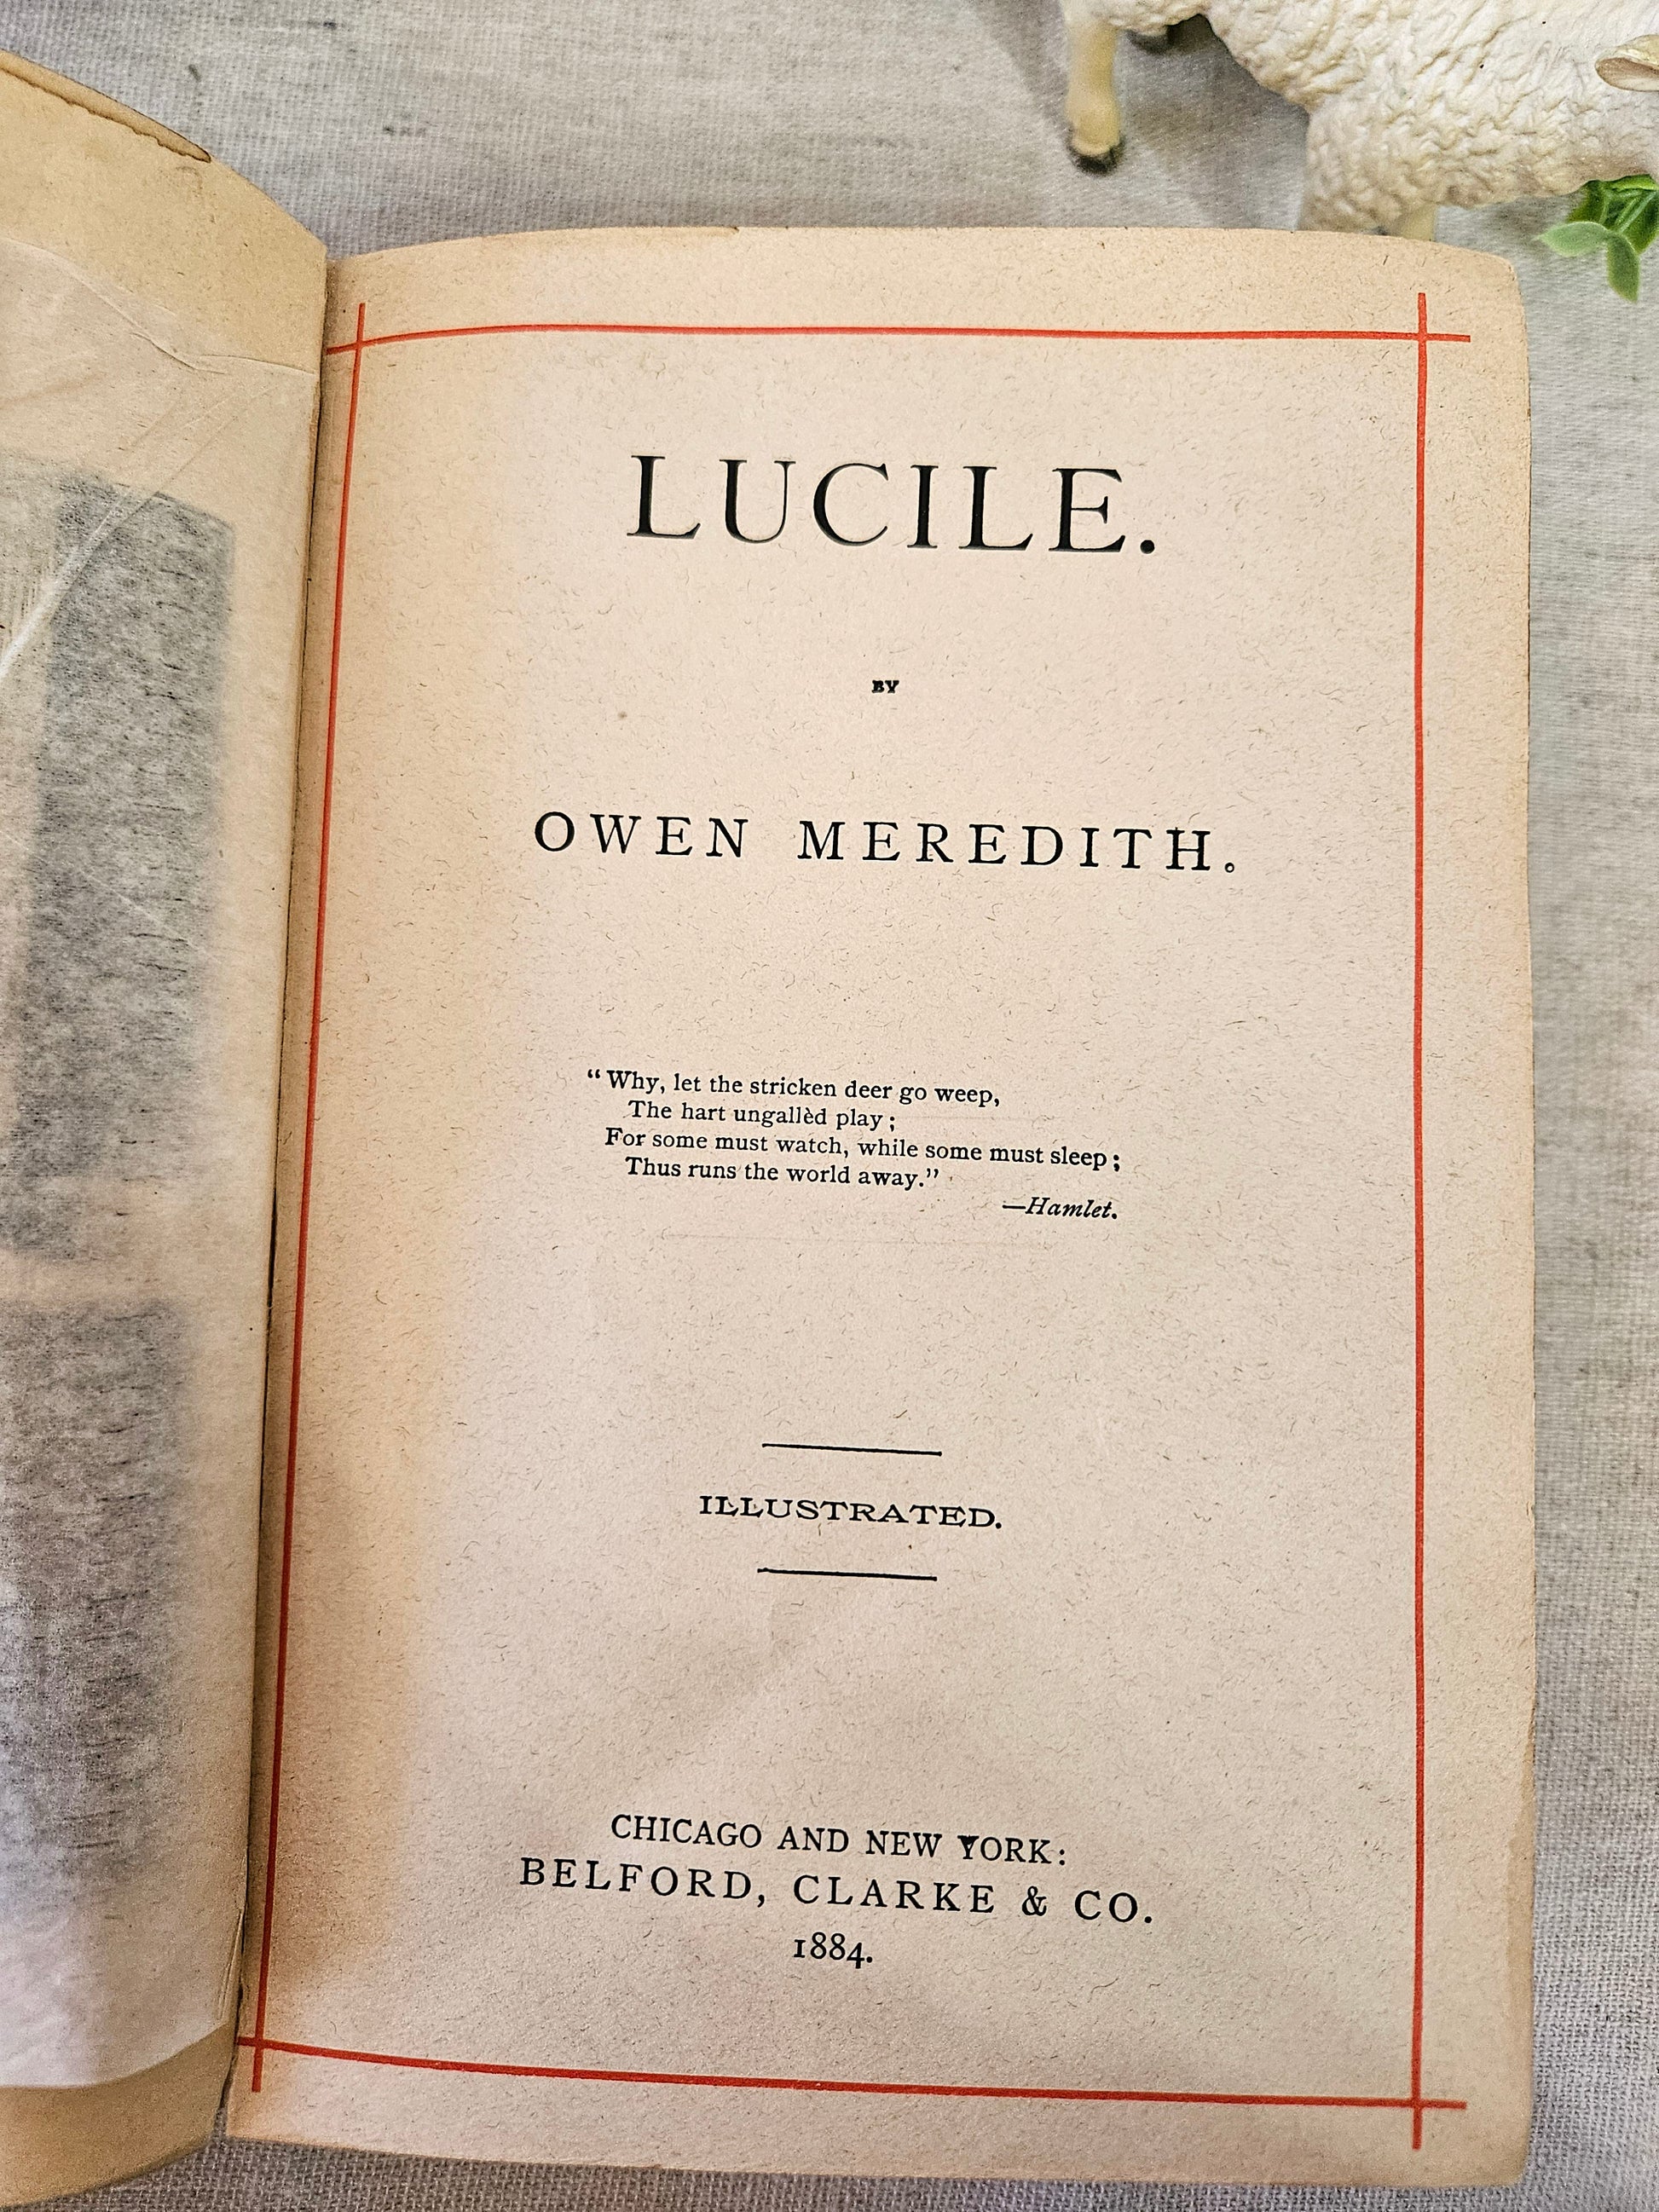 LUCILE.
BY
OWEN MEREDITH.
“Why, let the stricken deer go weep,
The hart ungallèd play;
For some must watch, while some must sleep;
Thus runs the world away.”
—Hamlet.
ILLUSTRATED.
CHICAGO AND NEW YORK:
BELFORD, CLARKE & CO.
1884.